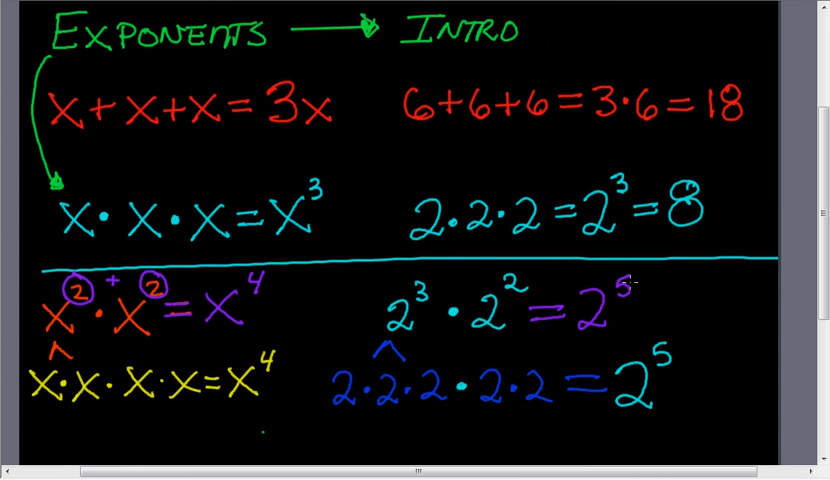 EXPONENTS → INTRO
x + x + x = 3x 6 + 6 + 6 = 3 · 6 = 18
x · x · x = x³ 2 · 2 · 2 = 2³ = 8
x² · x² = x⁴ 2³ · 2² = 2⁵
+
x · x · x · x = x⁴ 2 · 2 · 2 · 2 · 2 = 2⁵